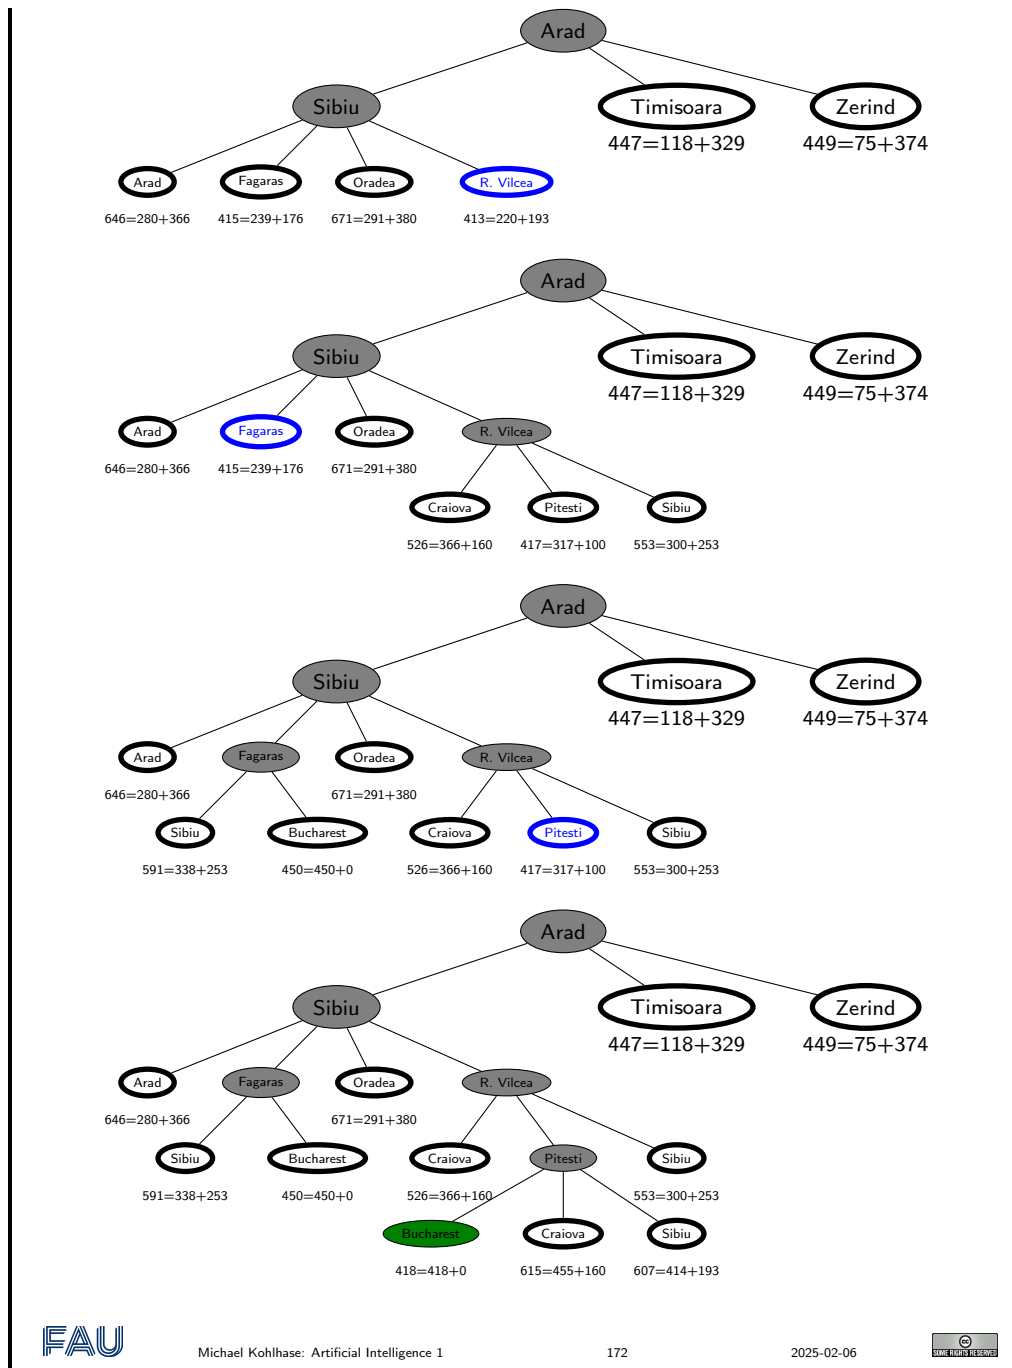 Arad
Sibiu Timisoara Zerind
447=118+329 449=75+374
Arad Fagaras Oradea R. Vilcea
646=280+366 415=239+176 671=291+380 413=220+193
Arad
Sibiu Timisoara Zerind
447=118+329 449=75+374
Arad Fagaras Oradea R. Vilcea
646=280+366 415=239+176 671=291+380
Craiova Pitesti Sibiu
526=366+160 417=317+100 553=300+253
Arad
Sibiu Timisoara Zerind
447=118+329 449=75+374
Arad Fagaras Oradea R. Vilcea
646=280+366 671=291+380
Sibiu Bucharest Craiova Pitesti Sibiu
591=338+253 450=450+0 526=366+160 417=317+100 553=300+253
Arad
Sibiu Timisoara Zerind
447=118+329 449=75+374
Arad Fagaras Oradea R. Vilcea
646=280+366 671=291+380
Sibiu Bucharest Craiova Pitesti Sibiu
591=338+253 450=450+0 526=366+160 553=300+253
Bucharest Craiova Sibiu
418=418+0 615=455+160 607=414+193
FAU
Michael Kohlhase: Artificial Intelligence 1 172 2025-02-06
cc
SOME RIGHTS RESERVED